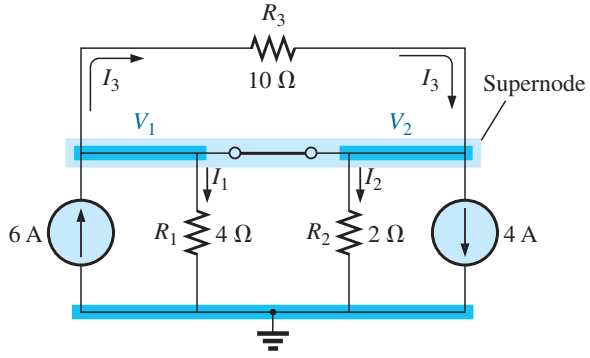 R3
10 Ω
I3
I3
Supernode
V1
V2
I1
I2
6 A
R1
4 Ω
R2
2 Ω
4 A